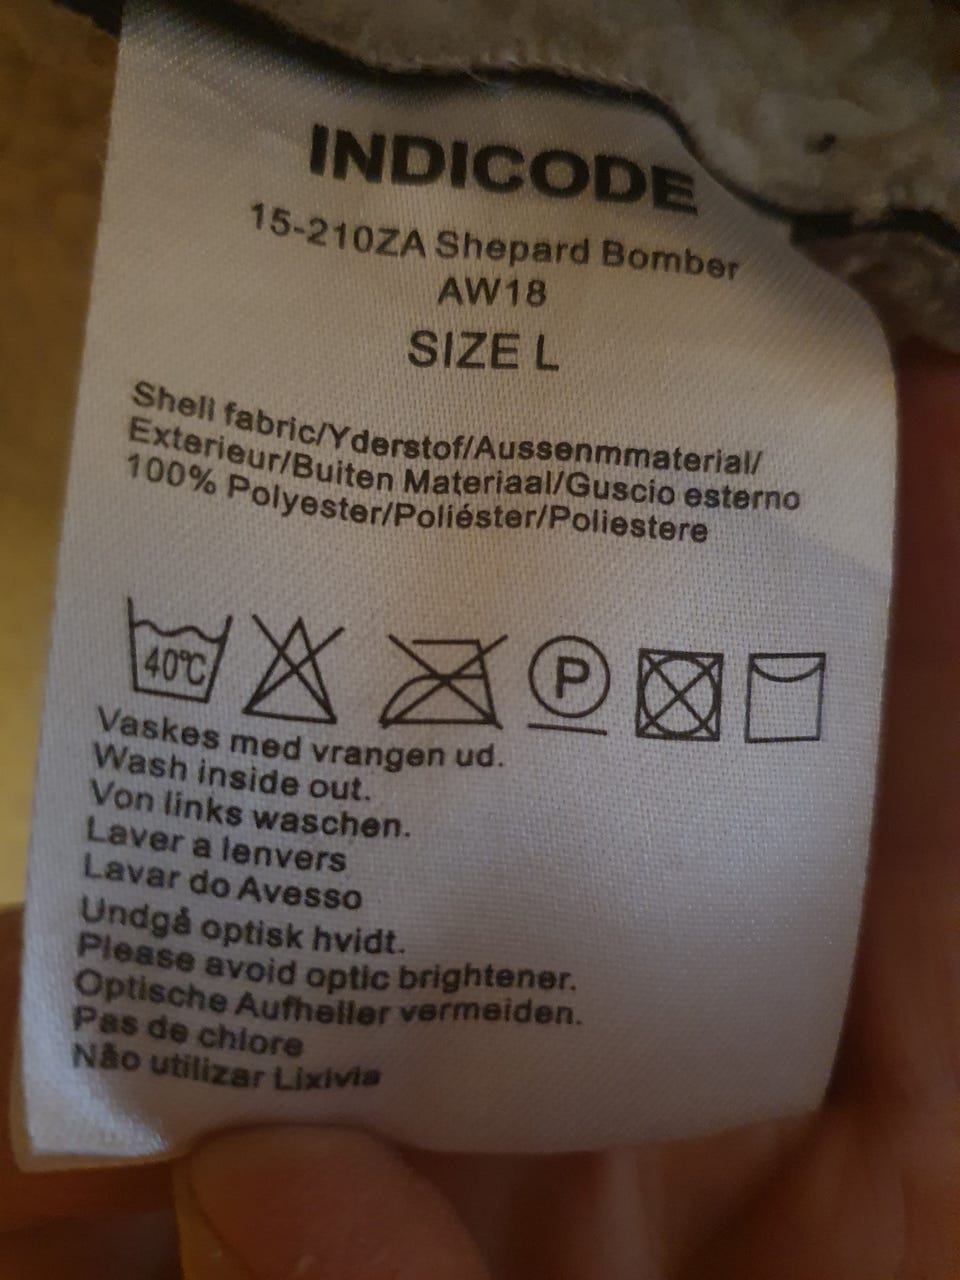 INDICODE
15-210ZA Shepard Bomber
AW18
SIZE L
Shell fabric/Yderstof/Aussenmmaterial/
Exterieur/Buiten Materiaal/Guscio esterno
100% Polyester/Poliéster/Poliestere
40°C P
Vaskes med vrangen ud.
Wash inside out.
Von links waschen.
Laver a lenvers
Lavar do Avesso
Undgå optisk hvidt.
Please avoid optic brightener.
Optische Aufheller vermeiden.
Pas de chlore
Não utilizar Lixivia